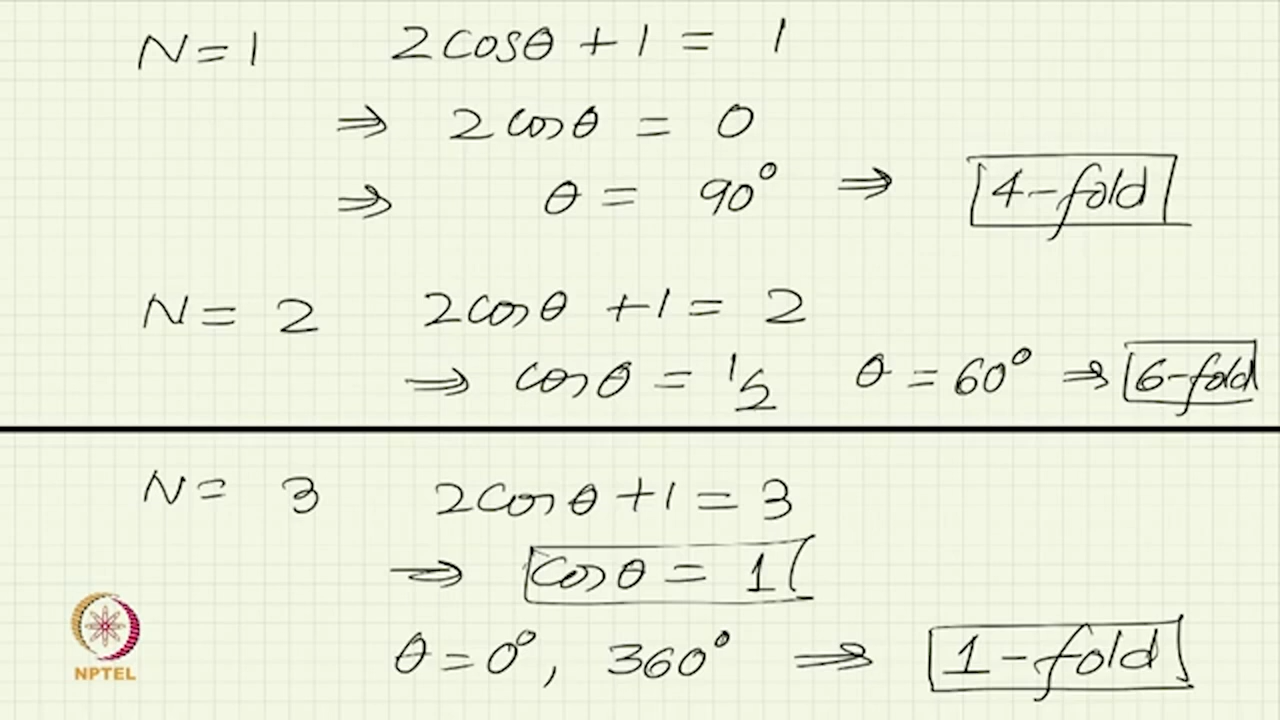 N=1 2cosθ + 1 = 1
⇒ 2cosθ = 0
⇒ θ = 90° ⇒ 4-fold
N= 2 2cosθ +1= 2
⇒ cosθ = 1/2 θ = 60° ⇒ 6-fold
N= 3 2cosθ+1=3
⇒ cosθ = 1
θ=0°, 360° ⇒ 1-fold
NPTEL